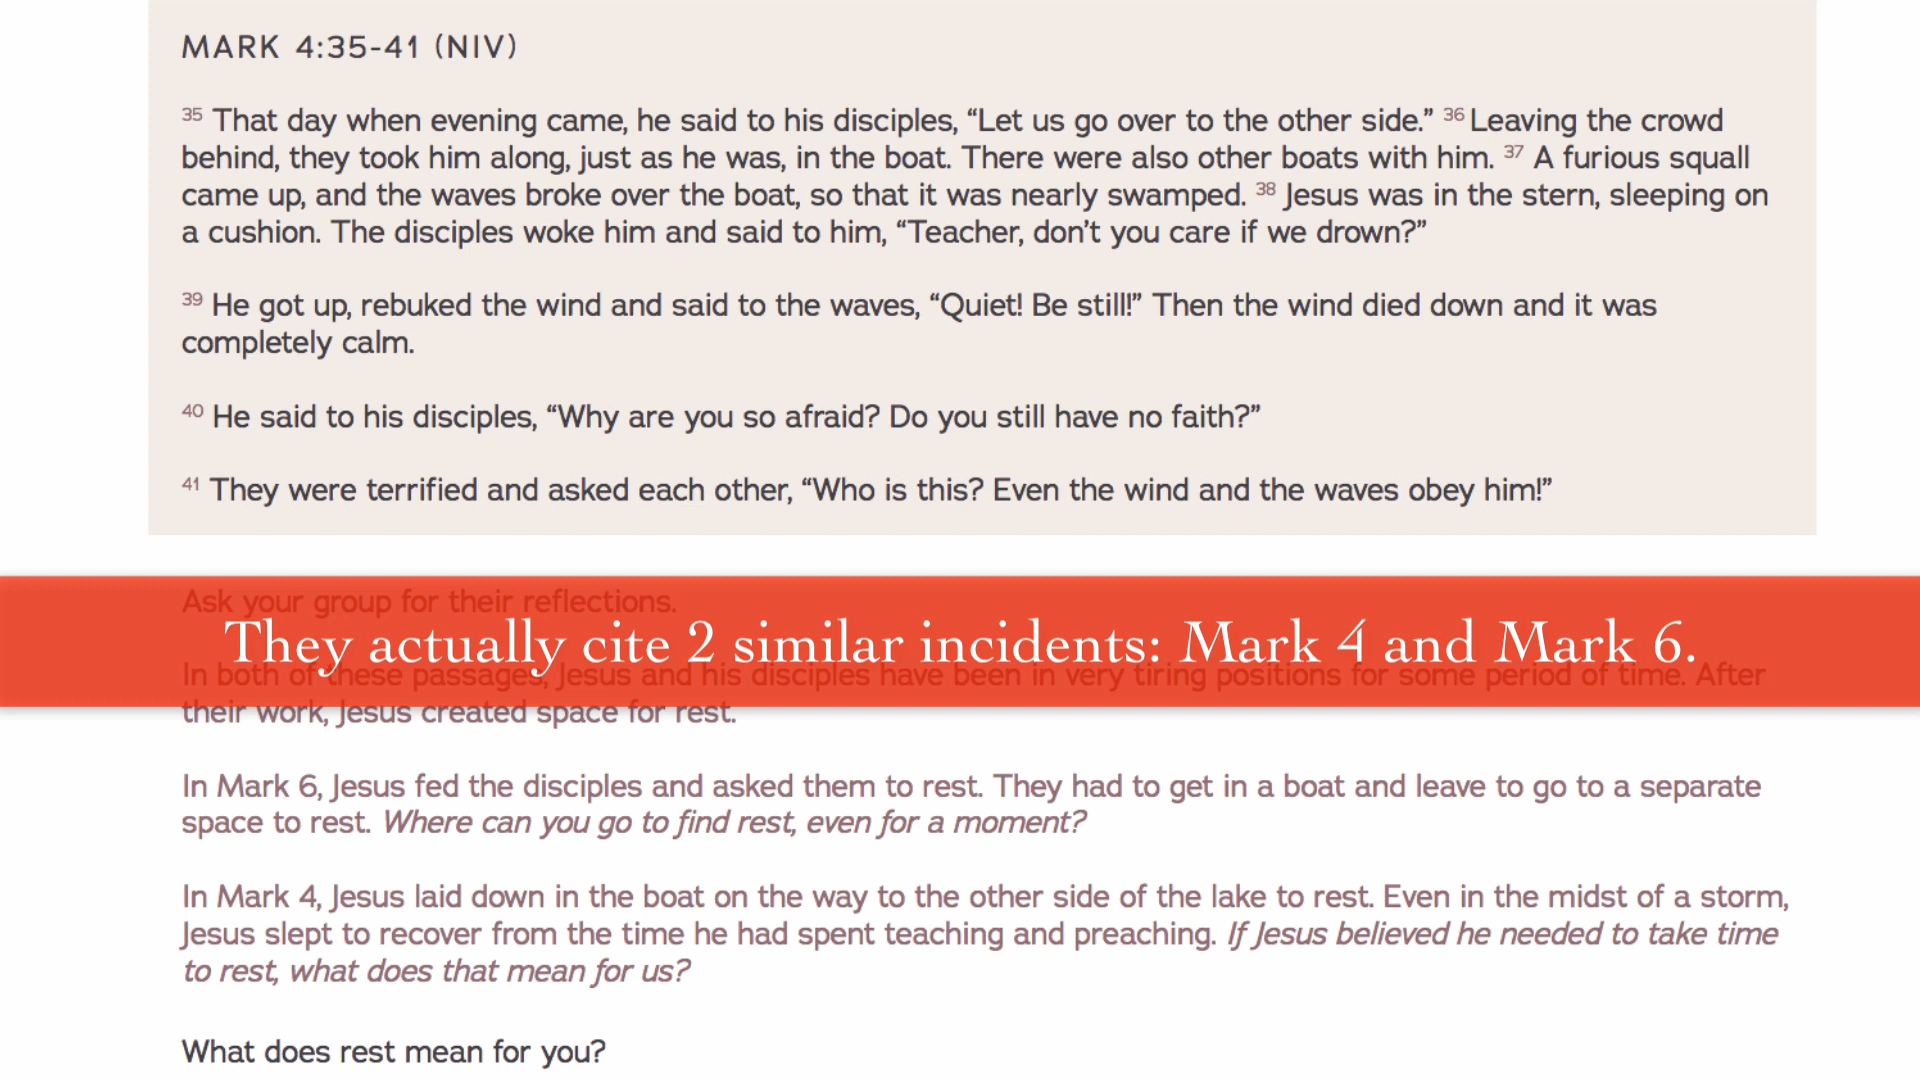 MARK 4:35-41 (NIV)
35 That day when evening came, he said to his disciples, “Let us go over to the other side.” 36 Leaving the crowd
behind, they took him along, just as he was, in the boat. There were also other boats with him. 37 A furious squall
came up, and the waves broke over the boat, so that it was nearly swamped. 38 Jesus was in the stern, sleeping on
a cushion. The disciples woke him and said to him, “Teacher, don’t you care if we drown?”
39 He got up, rebuked the wind and said to the waves, “Quiet! Be still!” Then the wind died down and it was
completely calm.
40 He said to his disciples, “Why are you so afraid? Do you still have no faith?”
41 They were terrified and asked each other, “Who is this? Even the wind and the waves obey him!”
Ask your group for their reflections.
They actually cite 2 similar incidents: Mark 4 and Mark 6.
In both of these passages, Jesus and his disciples have been in very tiring positions for some period of time. After
their work, Jesus created space for rest.
In Mark 6, Jesus fed the disciples and asked them to rest. They had to get in a boat and leave to go to a separate
space to rest. Where can you go to find rest, even for a moment?
In Mark 4, Jesus laid down in the boat on the way to the other side of the lake to rest. Even in the midst of a storm,
Jesus slept to recover from the time he had spent teaching and preaching. If Jesus believed he needed to take time
to rest, what does that mean for us?
What does rest mean for you?